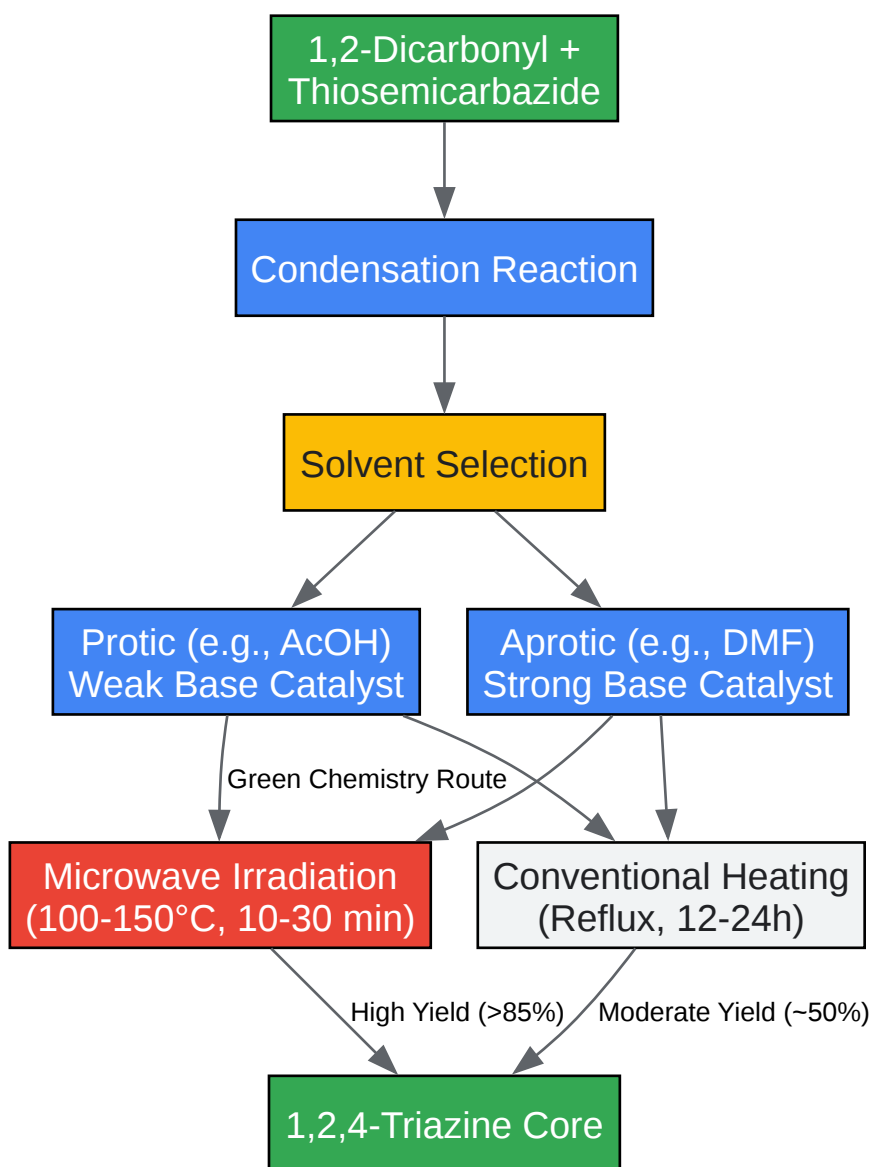 1,2-Dicarbonyl +
Thiosemicarbazide
Condensation Reaction
Solvent Selection
Protic (e.g., AcOH)
Weak Base Catalyst
Aprotic (e.g., DMF)
Strong Base Catalyst
Green Chemistry Route
Microwave Irradiation
(100-150°C, 10-30 min)
Conventional Heating
(Reflux, 12-24h)
High Yield (>85%)
Moderate Yield (~50%)
1,2,4-Triazine Core